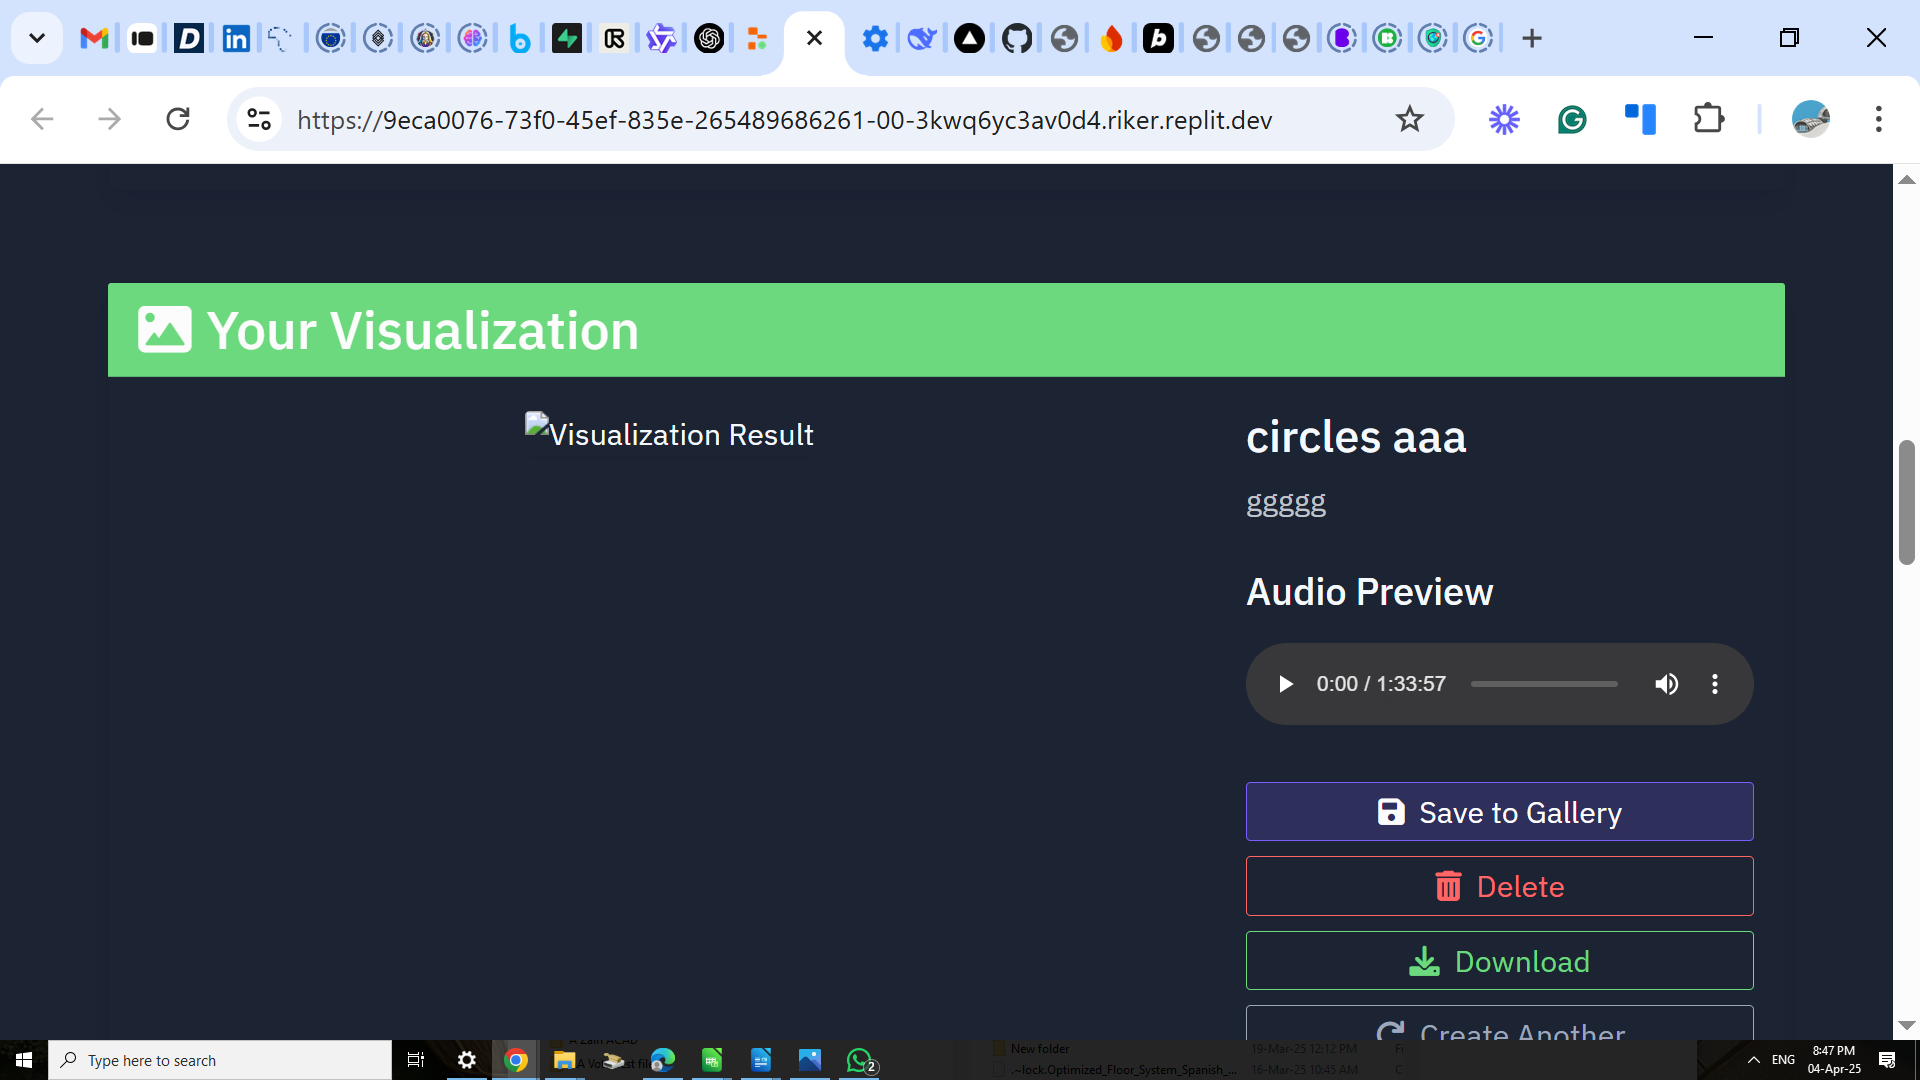 https://9eca0076-73f0-45ef-835e-265489686261-00-3kwq6yc3av0d4.riker.replit.dev
Your Visualization
Visualization Result
circles aaa
ggggg
Audio Preview
0:00 / 1:33:57
Save to Gallery
Delete
Download
Create Another
New folder
19-Mar-25 12:12 PM
Fi
.~lock.Optimized_Floor_System_Spanish_...
16-Mar-25 10:45 AM
C
Type here to search
2
ENG
8:47 PM
04-Apr-25